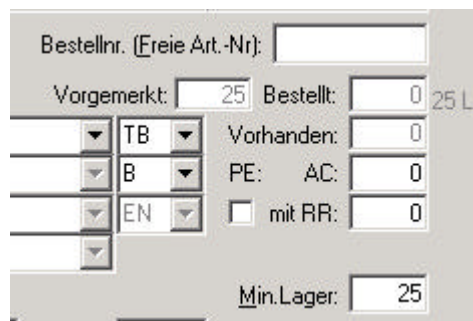 Bestellnr. (Freie Art.-Nr):
Vorgemerkt: 25 Bestellt: 0 25 L
TB Vorhanden: 0
B PE: AC: 0
EN mit RR: 0
Min.Lager: 25